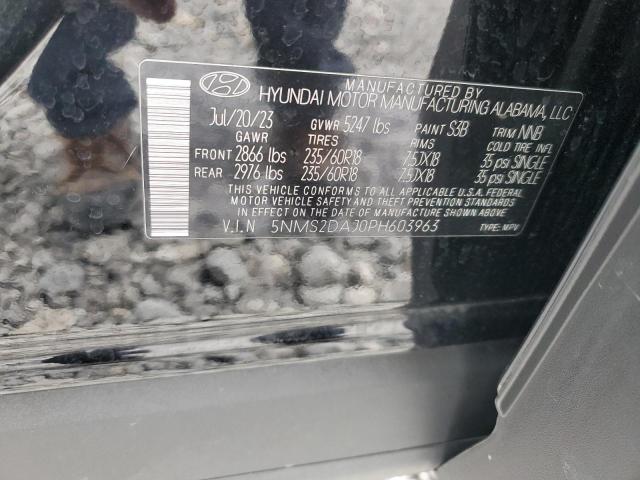 MANUFACTURED BY
HYUNDAI MOTOR MANUFACTURING ALABAMA, LLC
Jul/20/23 GVWR 5247 lbs PAINT S3B TRIM NNB
GAWR TIRES RIMS COLD TIRE INFL
FRONT 2866 lbs 235/60R18 7.5JX18 35 psi SINGLE
REAR 2976 lbs 235/60R18 7.5JX18 35 psi SINGLE
THIS VEHICLE CONFORMS TO ALL APPLICABLE U.S.A. FEDERAL
MOTOR VEHICLE SAFETY AND THEFT PREVENTION STANDARDS
IN EFFECT ON THE DATE OF MANUFACTURE SHOWN ABOVE
V.I.N 5NMS2DAJ0PH603963 TYPE: MPV